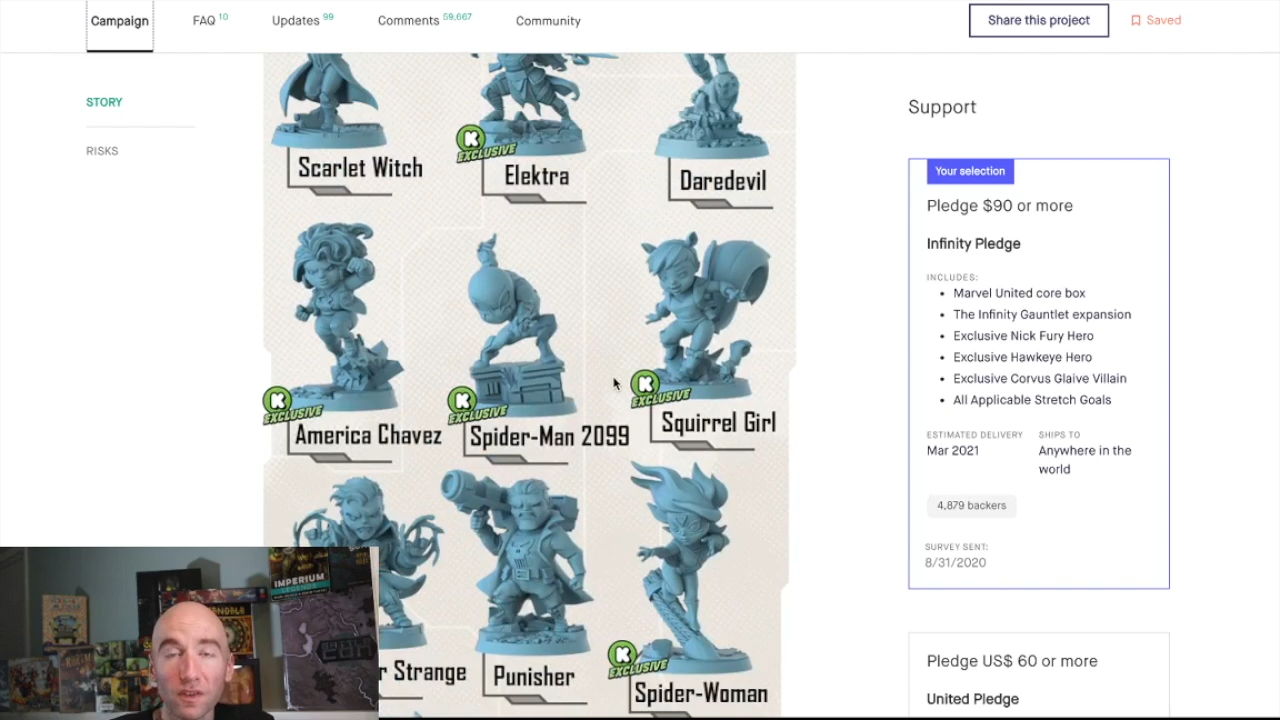 Campaign
FAQ 10
Updates 99
Comments 59,667
Community
Share this project
Saved
STORY
RISKS
Scarlet Witch
K
EXCLUSIVE
Elektra
Daredevil
K
EXCLUSIVE
America Chavez
K
EXCLUSIVE
Spider-Man 2099
K
EXCLUSIVE
Squirrel Girl
r Strange
Punisher
K
EXCLUSIVE
Spider-Woman
Support
Your selection
Pledge $90 or more
Infinity Pledge
INCLUDES:
• Marvel United core box
• The Infinity Gauntlet expansion
• Exclusive Nick Fury Hero
• Exclusive Hawkeye Hero
• Exclusive Corvus Glaive Villain
• All Applicable Stretch Goals
ESTIMATED DELIVERY
Mar 2021
SHIPS TO
Anywhere in the
world
4,879 backers
SURVEY SENT:
8/31/2020
Pledge US$ 60 or more
United Pledge
IMPERIUM
LEGENDS